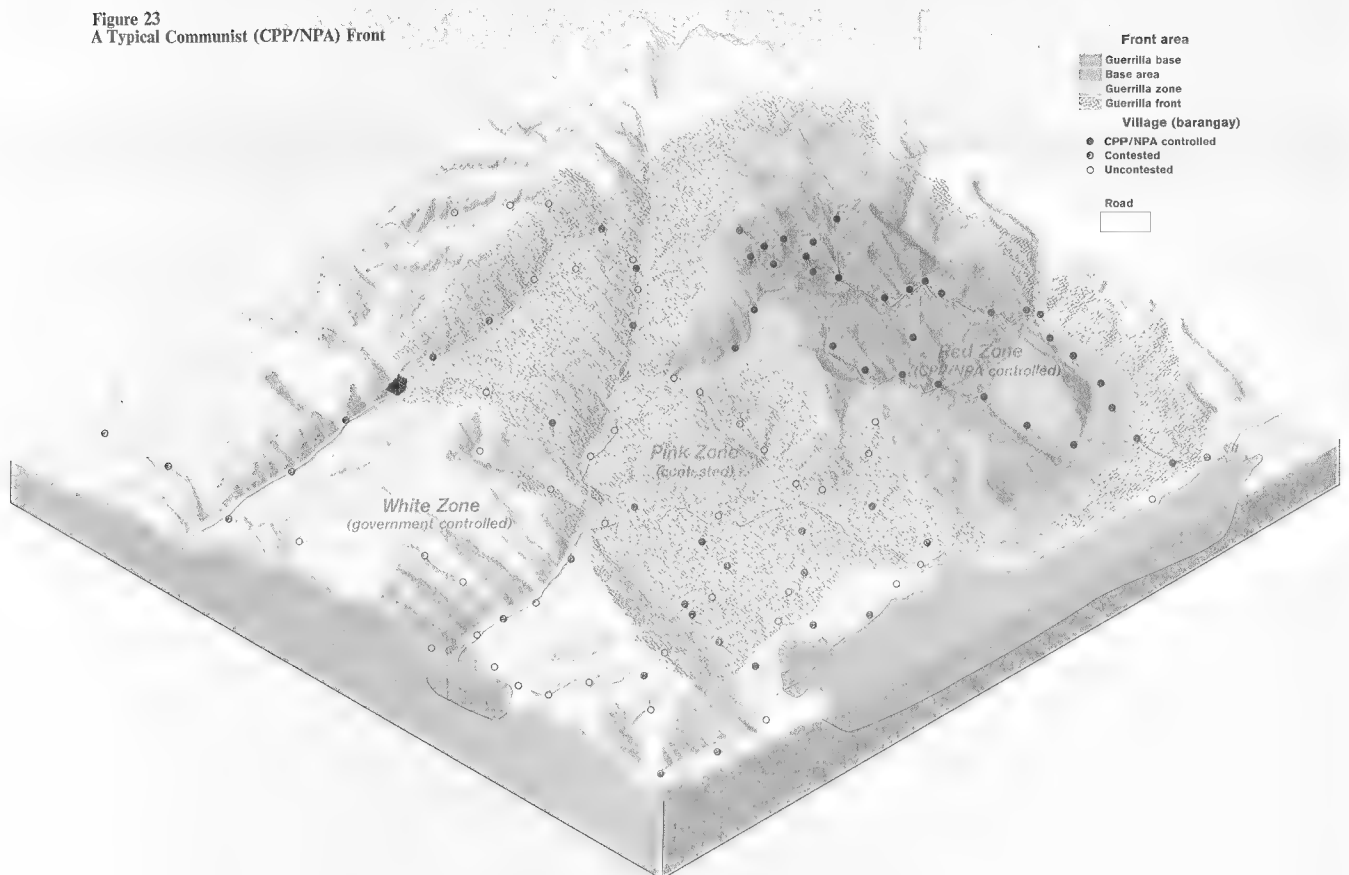 Figure 23
A Typical Communist (CPP/NPA) Front
Front area
Guerrilla base
Base area
Guerrilla zone
Guerrilla front
Village (barangay)
CPP/NPA controlled
Contested
Uncontested
Road
Red Zone
(CPP/NPA controlled)
Pink Zone
(contested)
White Zone
(government controlled)